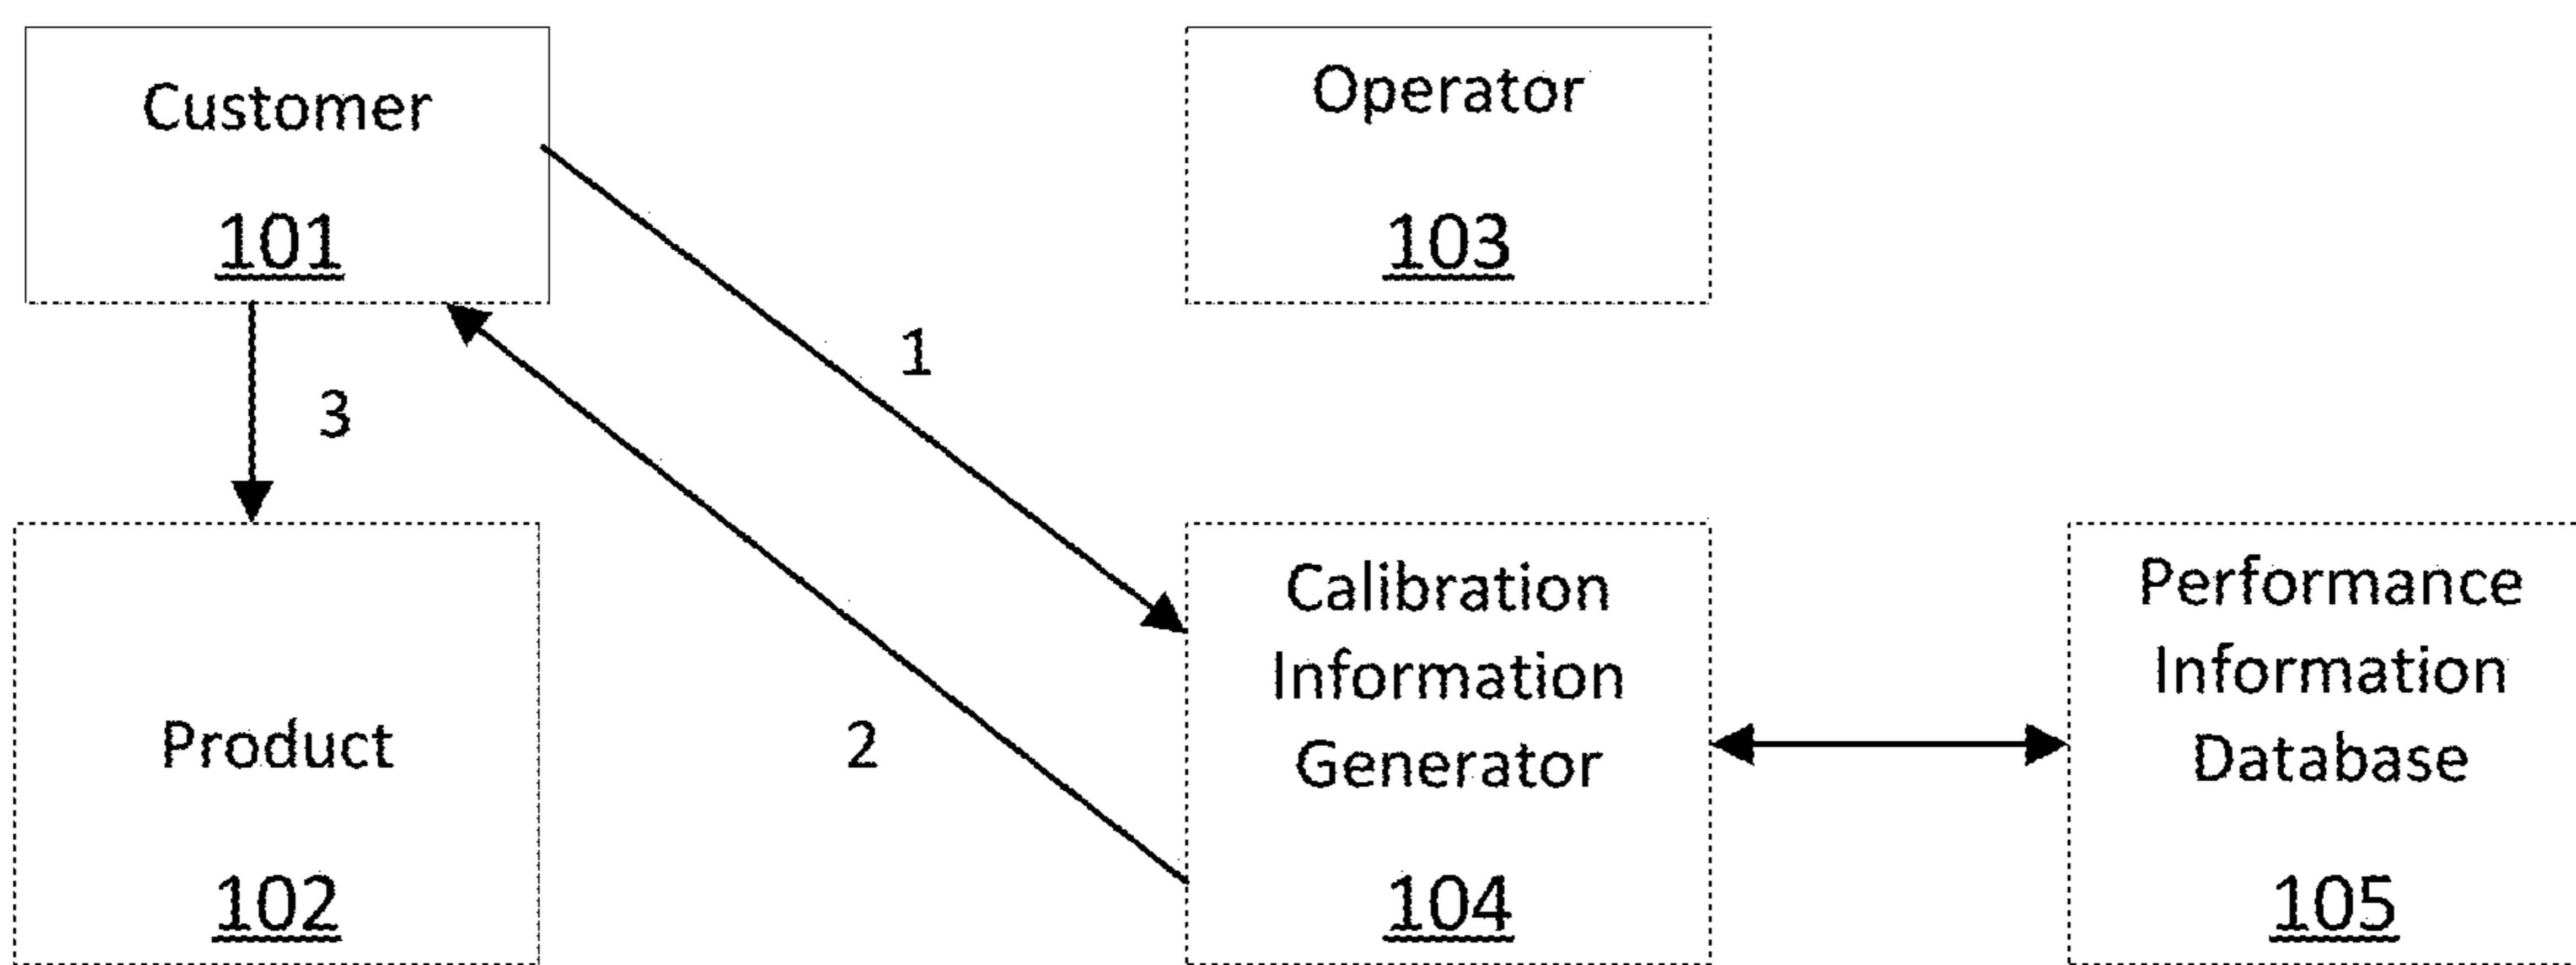 Customer
101
Operator
103
1
3
2
Product
102
Calibration
Information
Generator
104
Performance
Information
Database
105